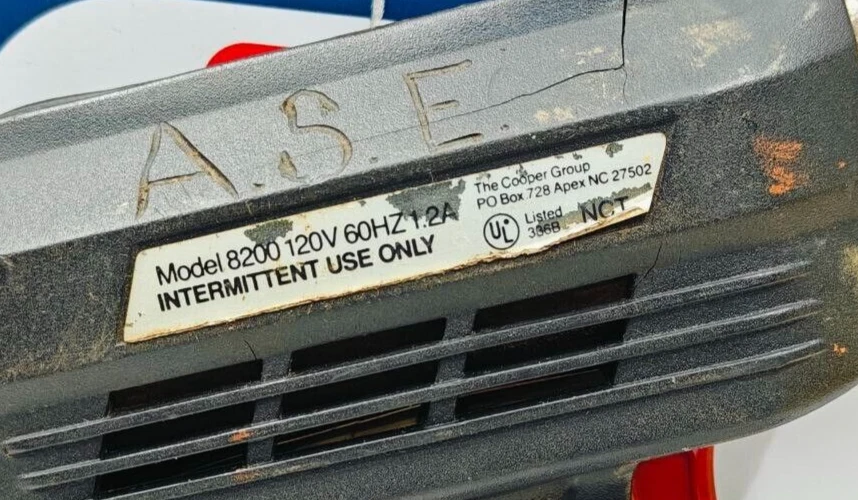 A.S.E.
Model 8200 120V 60HZ 1.2A
INTERMITTENT USE ONLY
The Cooper Group
PO Box 728 Apex NC 27502
UL Listed NCT
336B